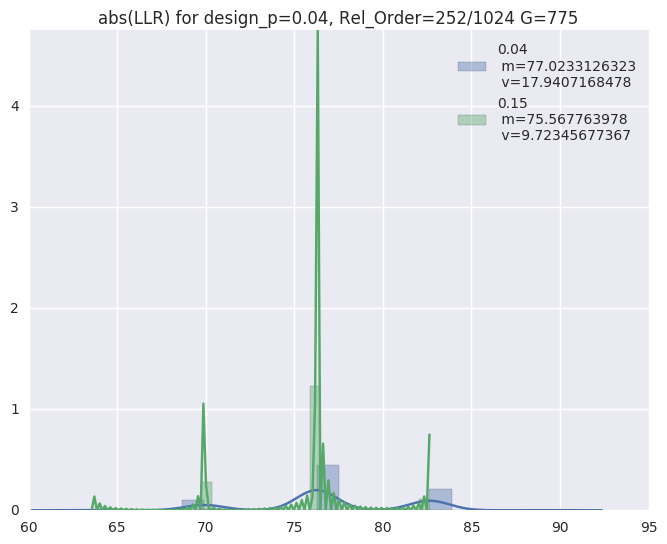 abs(LLR) for design_p=0.04, Rel_Order=252/1024 G=775
0.04
m=77.0233126323
v=17.9407168478
0.15
m=75.567763978
v=9.72345677367
4
3
2
1
0
60 65 70 75 80 85 90 95